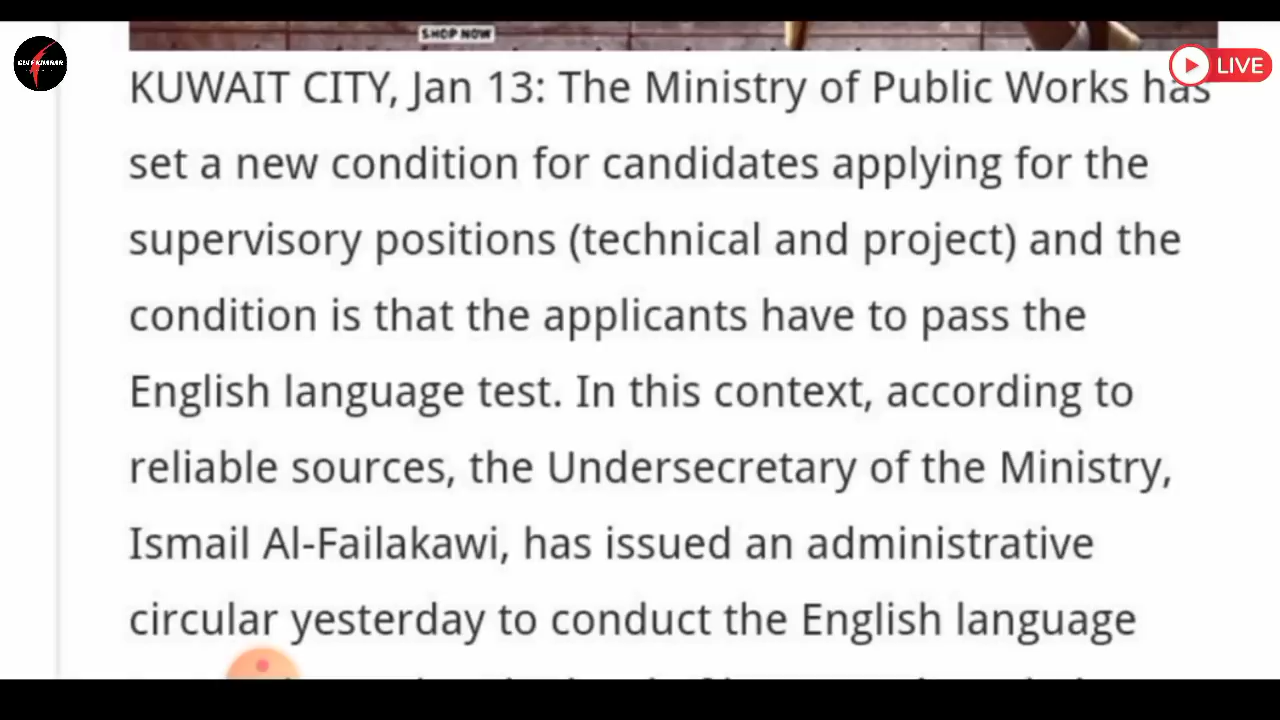 SHOP NOW
LIVE
KUWAIT CITY, Jan 13: The Ministry of Public Works has
set a new condition for candidates applying for the
supervisory positions (technical and project) and the
condition is that the applicants have to pass the
English language test. In this context, according to
reliable sources, the Undersecretary of the Ministry,
Ismail Al-Failakawi, has issued an administrative
circular yesterday to conduct the English language